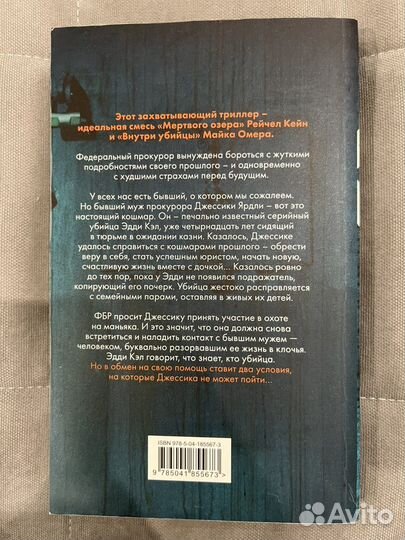 Этот захватывающий триллер –
идеальная смесь «Мертвого озера» Рейчел Кейн
и «Внутри убийцы» Майка Омера.
Федеральный прокурор вынуждена бороться с жуткими
подробностями своего прошлого – и одновременно
с худшими страхами перед будущим.
У всех нас есть бывший, о котором мы сожалеем.
Но бывший муж прокурора Джессики Ярдли – вот это
настоящий кошмар. Он – печально известный серийный
убийца Эдди Кэл, уже четырнадцать лет сидящий
в тюрьме в ожидании казни. Казалось, Джессике
удалось справиться с кошмарами прошлого – обрести
веру в себя, стать успешным юристом, начать новую,
счастливую жизнь вместе с дочкой... Казалось ровно
до тех пор, пока у Эдди не появился подражатель,
копирующий его почерк. Убийца жестоко расправляется
с семейными парами, оставляя в живых их детей.
ФБР просит Джессику принять участие в охоте
на маньяка. И это значит, что она должна снова
встретиться и наладить контакт с бывшим мужем –
человеком, буквально разорвавшим ее жизнь в клочья.
Эдди Кэл говорит, что знает, кто убийца.
Но в обмен на свою помощь ставит два условия,
на которые Джессика не может пойти...
ISBN 978-5-04-185567-3
9 785041 855673 >
Avito